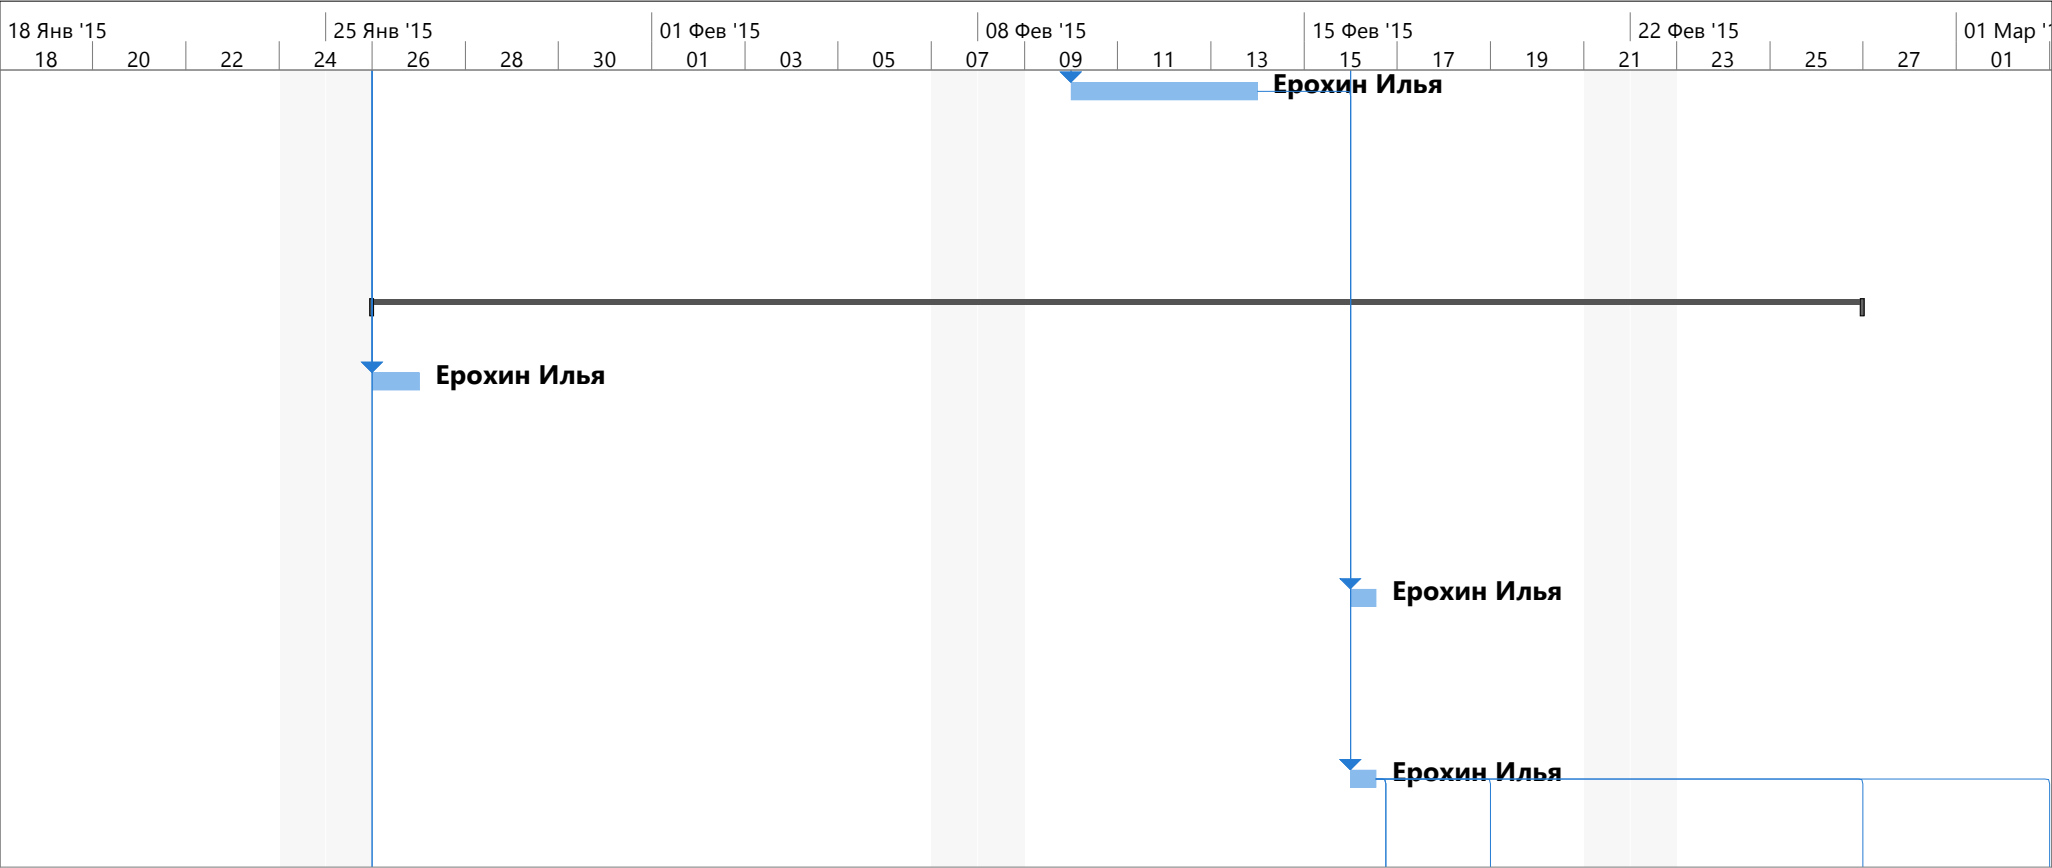 18 Янв '15 25 Янв '15 01 Фев '15 08 Фев '15 15 Фев '15 22 Фев '15 01 Мар '
18 20 22 24 26 28 30 01 03 05 07 09 11 13 15 17 19 21 23 25 27 01
Ерохин Илья
Ерохин Илья
Ерохин Илья
Ерохин Илья